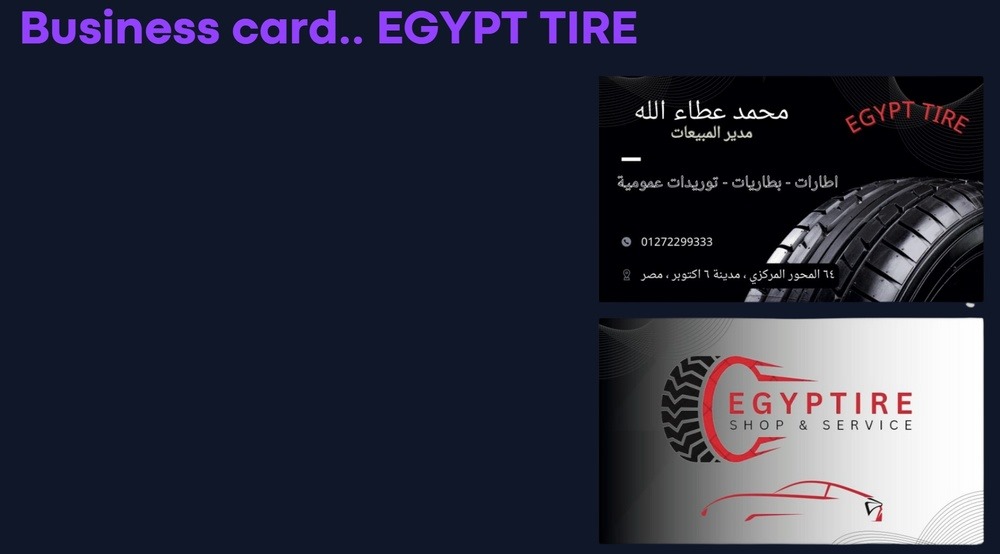 Business card.. EGYPT TIRE
محمد عطاء الله
مدير المبيعات
EGYPT TIRE
اطارات - بطاريات - توريدات عمومية
01272299333
٦٤ المحور المركزي ، مدينة ٦ اكتوبر ، مصر
EGYPTIRE
SHOP & SERVICE